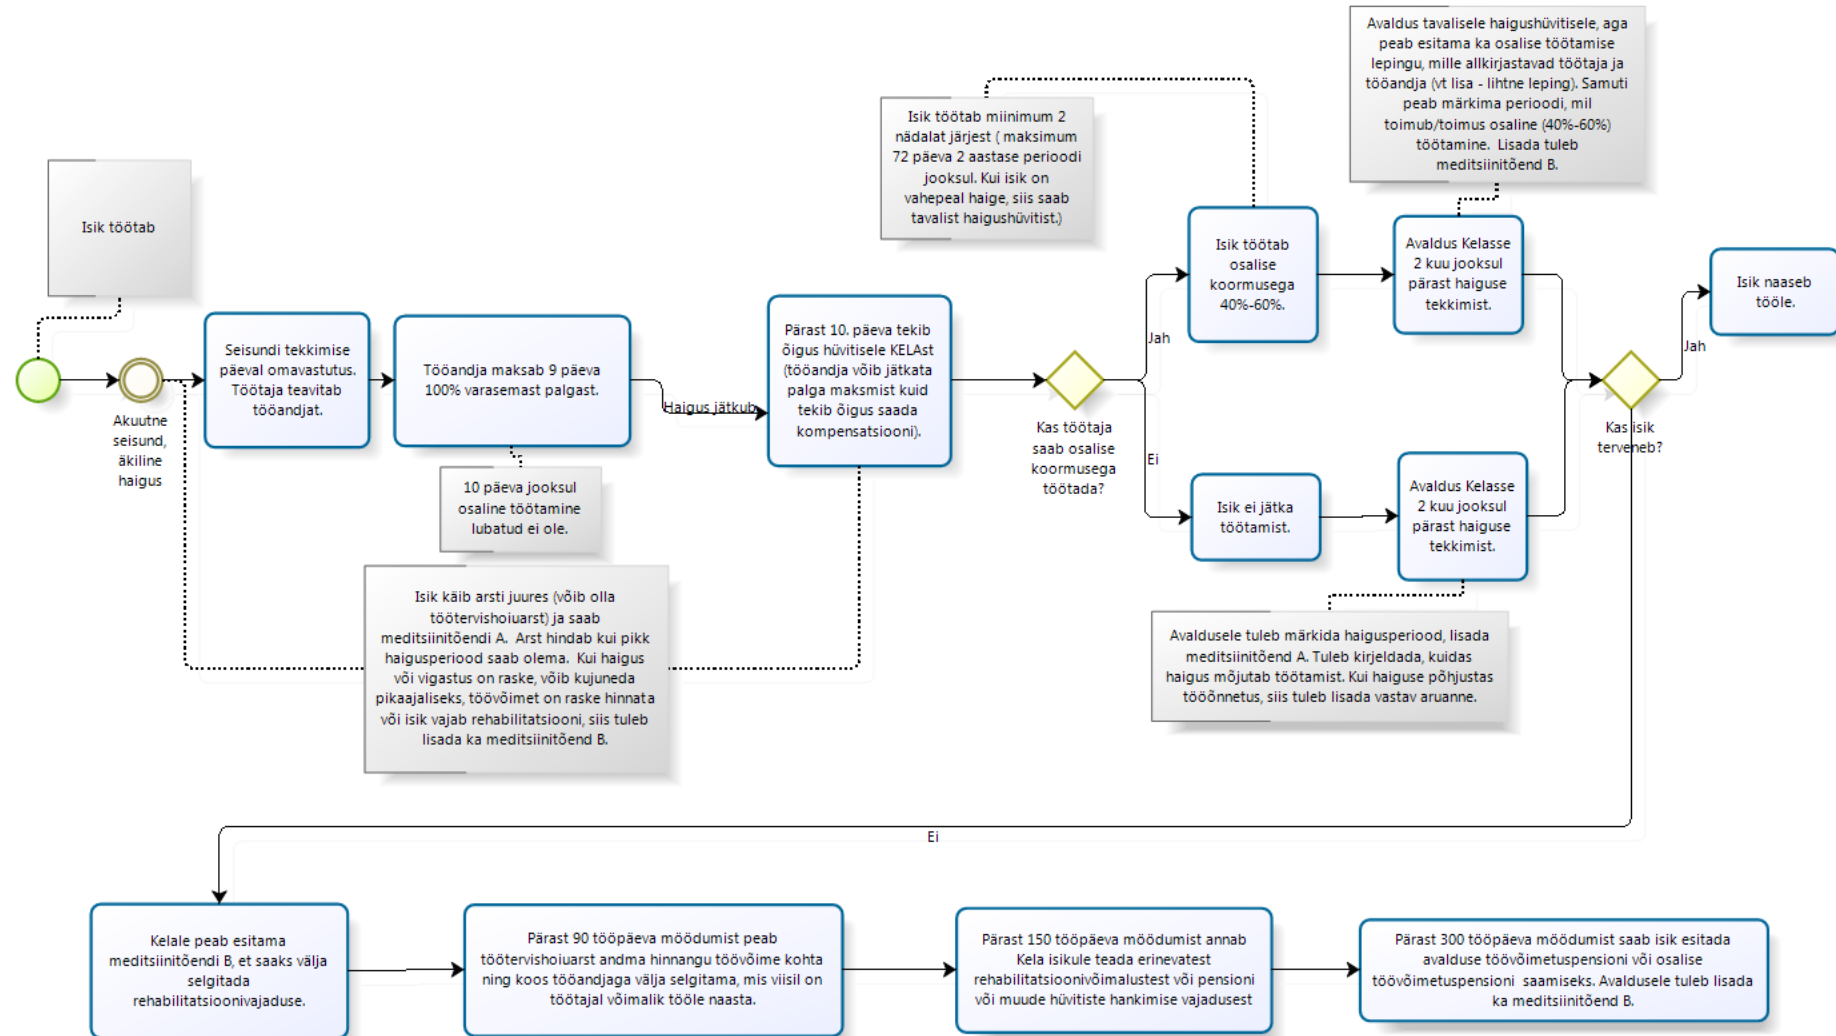 Isik töötab
Akuutne
seisund,
äkiline
haigus
Seisundi tekkimise
päeval omavastutus.
Töötaja teavitab
tööandjat.
Tööandja maksab 9 päeva
100% varasemast palgast.
10 päeva jooksul
osaline töötamine
lubatud ei ole.
Isik käib arsti juures (võib olla
töötervishoiuarst) ja saab
meditsiinitõendi A.  Arst hindab kui pikk
haigusperiood saab olema.  Kui haigus
või vigastus on raske, võib kujuneda
pikaajaliseks, töövõimet on raske hinnata
või isik vajab rehabilitatsiooni, siis tuleb
lisada ka meditsiinitõend B.
Haigus jätkub
Pärast 10. päeva tekib
õigus hüvitisele KELAst
(tööandja võib jätkata
palga maksmist kuid
tekib õigus saada
kompensatsiooni).
Kas töötaja
saab osalise
koormusega
töötada?
Jah
Ei
Isik töötab miinimum 2
nädalat järjest ( maksimum
72 päeva 2 aastase perioodi
jooksul. Kui isik on
vahepeal haige, siis saab
tavalist haigushüvitist.)
Isik töötab
osalise
koormusega
40%-60%.
Avaldus tavalisele haigushüvitisele, aga
peab esitama ka osalise töötamise
lepingu, mille allkirjastavad töötaja ja
tööandja (vt lisa - lihtne leping). Samuti
peab märkima perioodi, mil
toimub/toimus osaline (40%-60%)
töötamine.  Lisada tuleb
meditsiinitõend B.
Avaldus Kelasse
2 kuu jooksul
pärast haiguse
tekkimist.
Isik ei jätka
töötamist.
Avaldus Kelasse
2 kuu jooksul
pärast haiguse
tekkimist.
Avaldusele tuleb märkida haigusperiood, lisada
meditsiinitõend A. Tuleb kirjeldada, kuidas
haigus mõjutab töötamist. Kui haiguse põhjustas
tööõnnetus, siis tuleb lisada vastav aruanne.
Kas isik
terveneb?
Jah
Isik naaseb
tööle.
Ei
Kelale peab esitama
meditsiinitõendi B, et saaks välja
selgitada
rehabilitatsioonivajaduse.
Pärast 90 tööpäeva möödumist peab
töötervishoiuarst andma hinnangu töövõime kohta
ning koos tööandjaga välja selgitama, mis viisil on
töötajal võimalik tööle naasta.
Pärast 150 tööpäeva möödumist annab
Kela isikule teada erinevatest
rehabilitatsioonivõimalustest või pensioni
või muude hüvitiste hankimise vajadusest
Pärast 300 tööpäeva möödumist saab isik esitada
avalduse töövõimetuspensioni või osalise
töövõimetuspensioni  saamiseks. Avaldusele tuleb lisada
ka meditsiinitõend B.